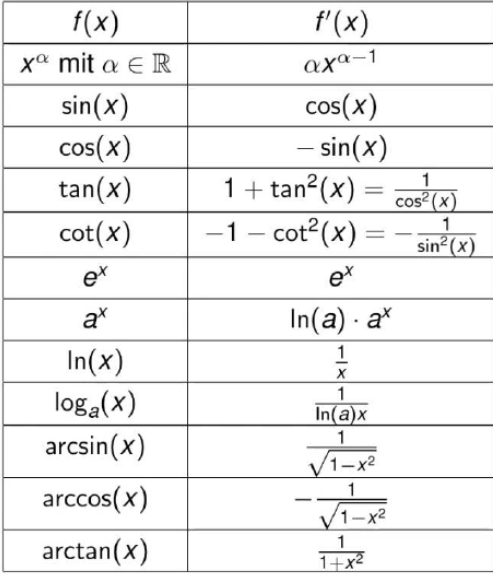 f(x) f′(x)
x^α mit α ∈ ℝ αx^{α−1}
sin(x) cos(x)
cos(x) − sin(x)
tan(x) 1 + tan²(x) = 1/cos²(x)
cot(x) −1 − cot²(x) = −1/sin²(x)
e^x e^x
a^x ln(a) · a^x
ln(x) 1/x
log_a(x) 1/(ln(a)x)
arcsin(x) 1/√(1−x²)
arccos(x) −1/√(1−x²)
arctan(x) 1/(1+x²)